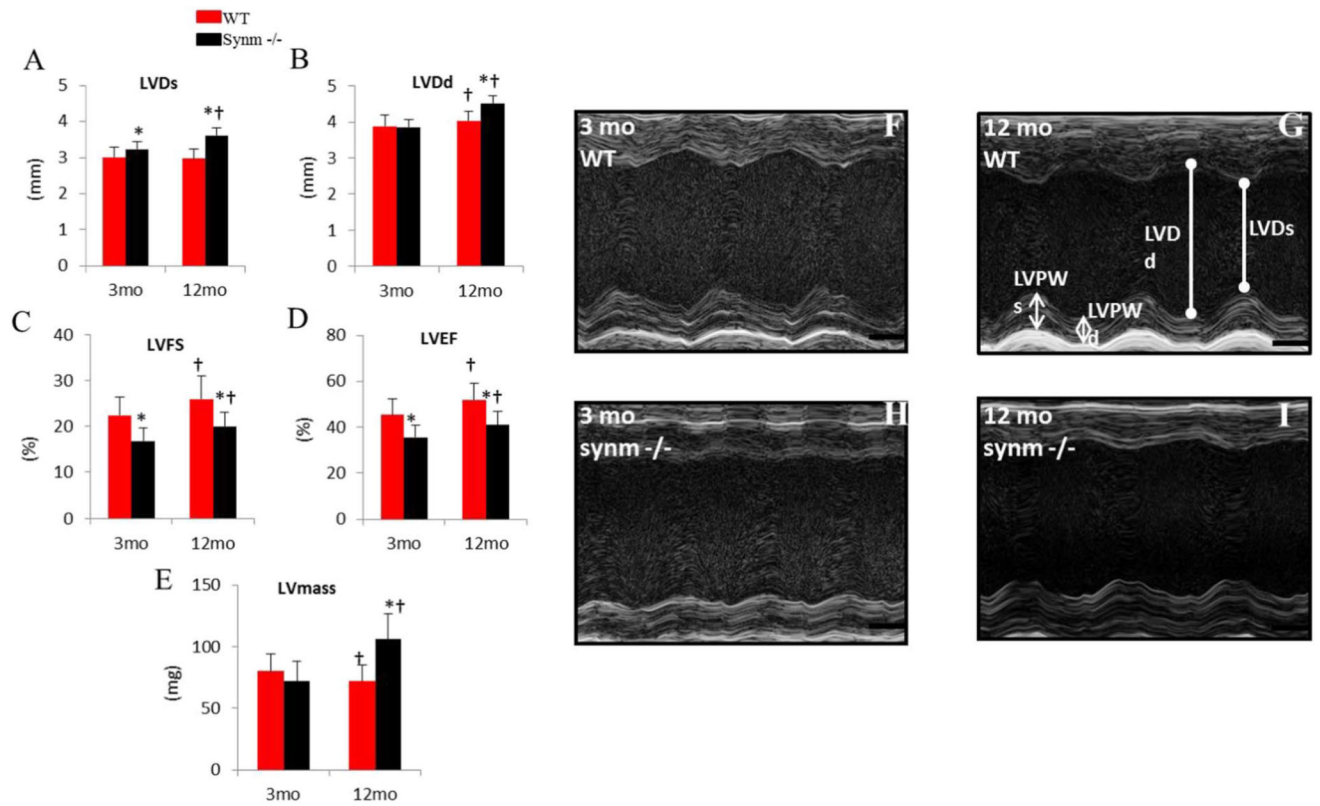 WT
Synm -/-
A
LVDs
5
4
3
2
1
0
(mm)
*
*†
3mo
12mo
B
LVDd
5
4
3
2
1
0
(mm)
†
*†
3mo
12mo
C
LVFS
40
30
20
10
0
(%)
*
†
*†
3mo
12mo
D
LVEF
80
60
40
20
0
(%)
*
†
*†
3mo
12mo
E
LVmass
150
100
50
0
(mg)
†
*†
3mo
12mo
3 mo
WT
F
12 mo
WT
G
LVD
d
LVDs
LVPW
s
LVPW
d
3 mo
synm -/-
H
12 mo
synm -/-
I